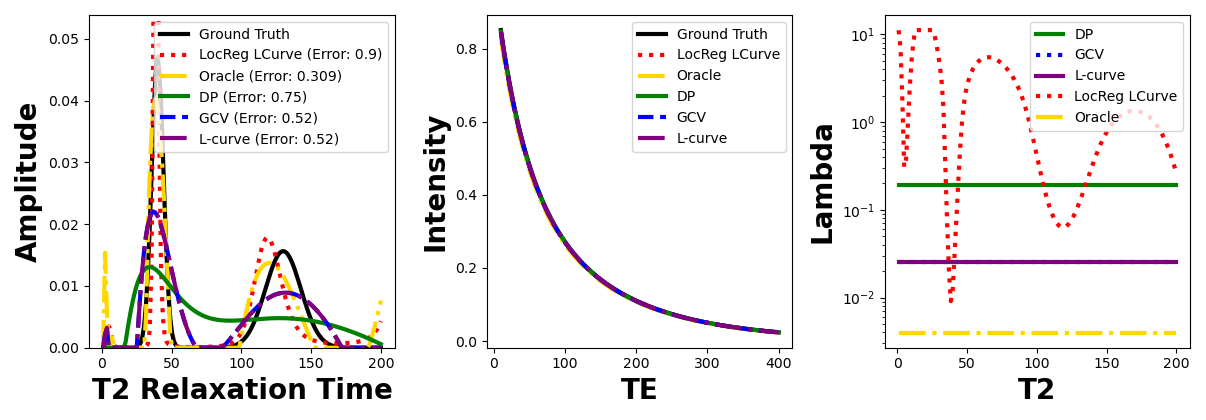 Amplitude
0.05
0.04
0.03
0.02
0.01
0.00
0
50
100
150
200
T2 Relaxation Time
Ground Truth
LocReg LCurve (Error: 0.9)
Oracle (Error: 0.309)
DP (Error: 0.75)
GCV (Error: 0.52)
L-curve (Error: 0.52)
Intensity
0.8
0.6
0.4
0.2
0.0
0
100
200
300
400
TE
Ground Truth
LocReg LCurve
Oracle
DP
GCV
L-curve
Lambda
10¹
10⁰
10⁻¹
10⁻²
0
50
100
150
200
T2
DP
GCV
L-curve
LocReg LCurve
Oracle